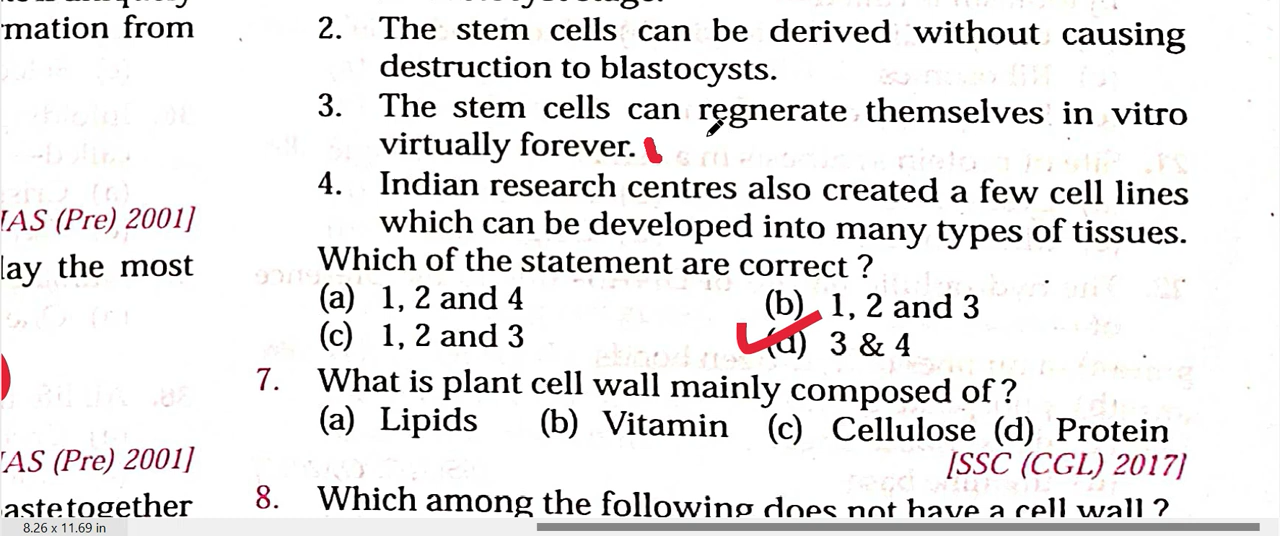 mation from
2. The stem cells can be derived without causing
destruction to blastocysts.
3. The stem cells can regnerate themselves in vitro
virtually forever.
4. Indian research centres also created a few cell lines
IAS (Pre) 2001]
which can be developed into many types of tissues.
lay the most
Which of the statement are correct ?
(a) 1, 2 and 4 (b) 1, 2 and 3
(c) 1, 2 and 3 (d) 3 & 4
7. What is plant cell wall mainly composed of ?
(a) Lipids (b) Vitamin (c) Cellulose (d) Protein
IAS (Pre) 2001]
[SSC (CGL) 2017]
aste together
8. Which among the following does not have a cell wall ?
8.26 x 11.69 in